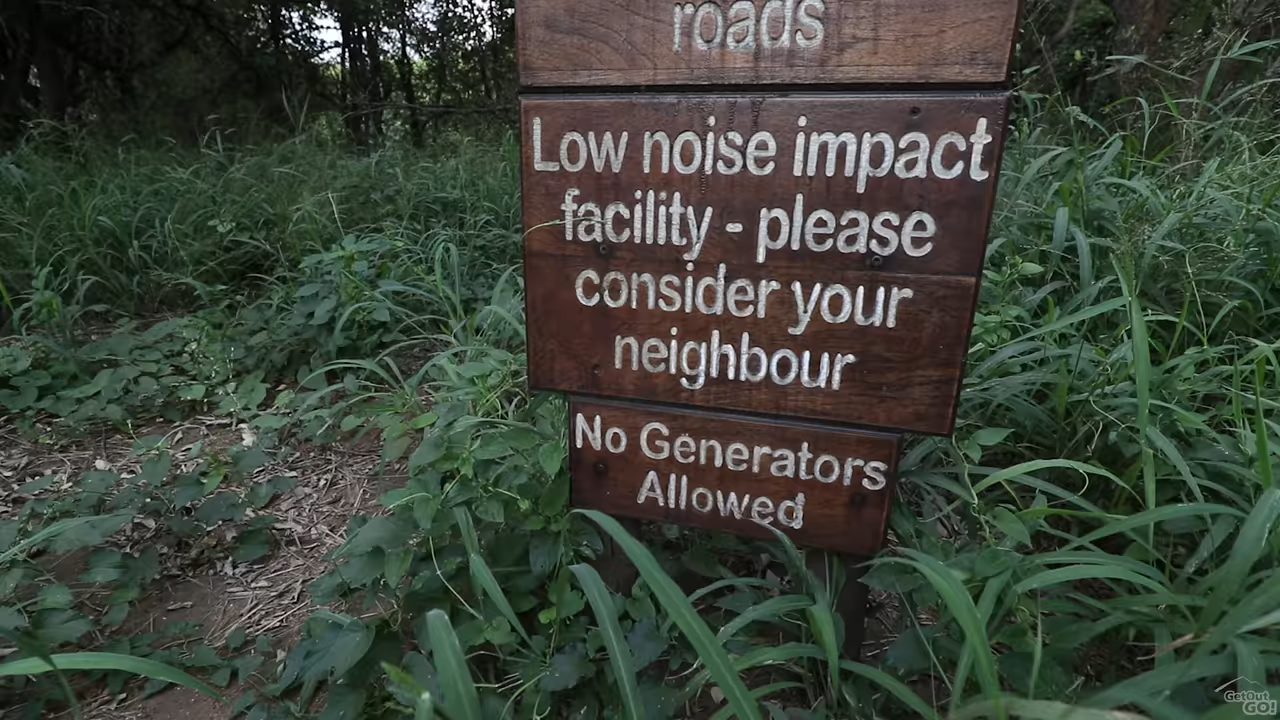 roads
Low noise impact
facility - please
consider your
neighbour
No Generators
Allowed
GetOut
GO!